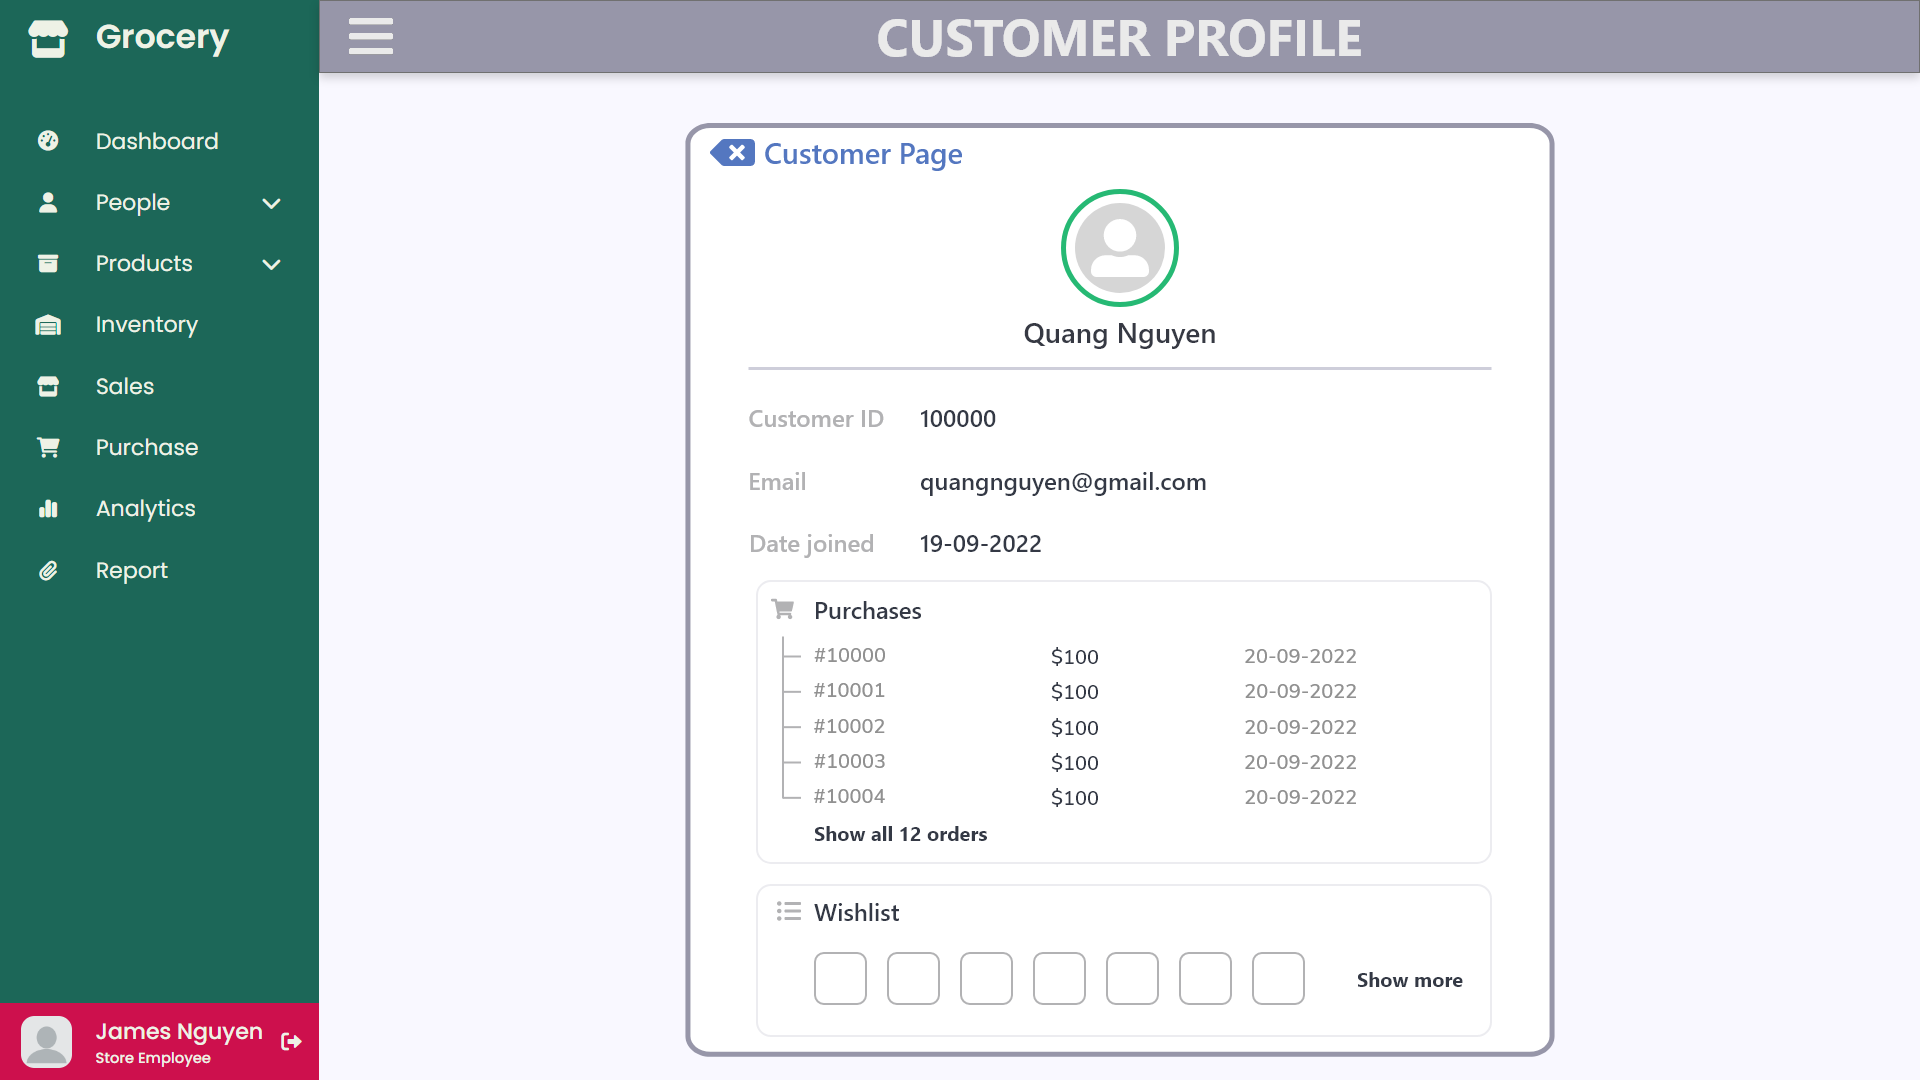 Grocery
CUSTOMER PROFILE
Dashboard
People
Products
Inventory
Sales
Purchase
Analytics
Report
James Nguyen
Store Employee
Customer Page
Quang Nguyen
Customer ID 100000
Email quangnguyen@gmail.com
Date joined 19-09-2022
Purchases
#10000 $100 20-09-2022
#10001 $100 20-09-2022
#10002 $100 20-09-2022
#10003 $100 20-09-2022
#10004 $100 20-09-2022
Show all 12 orders
Wishlist
Show more